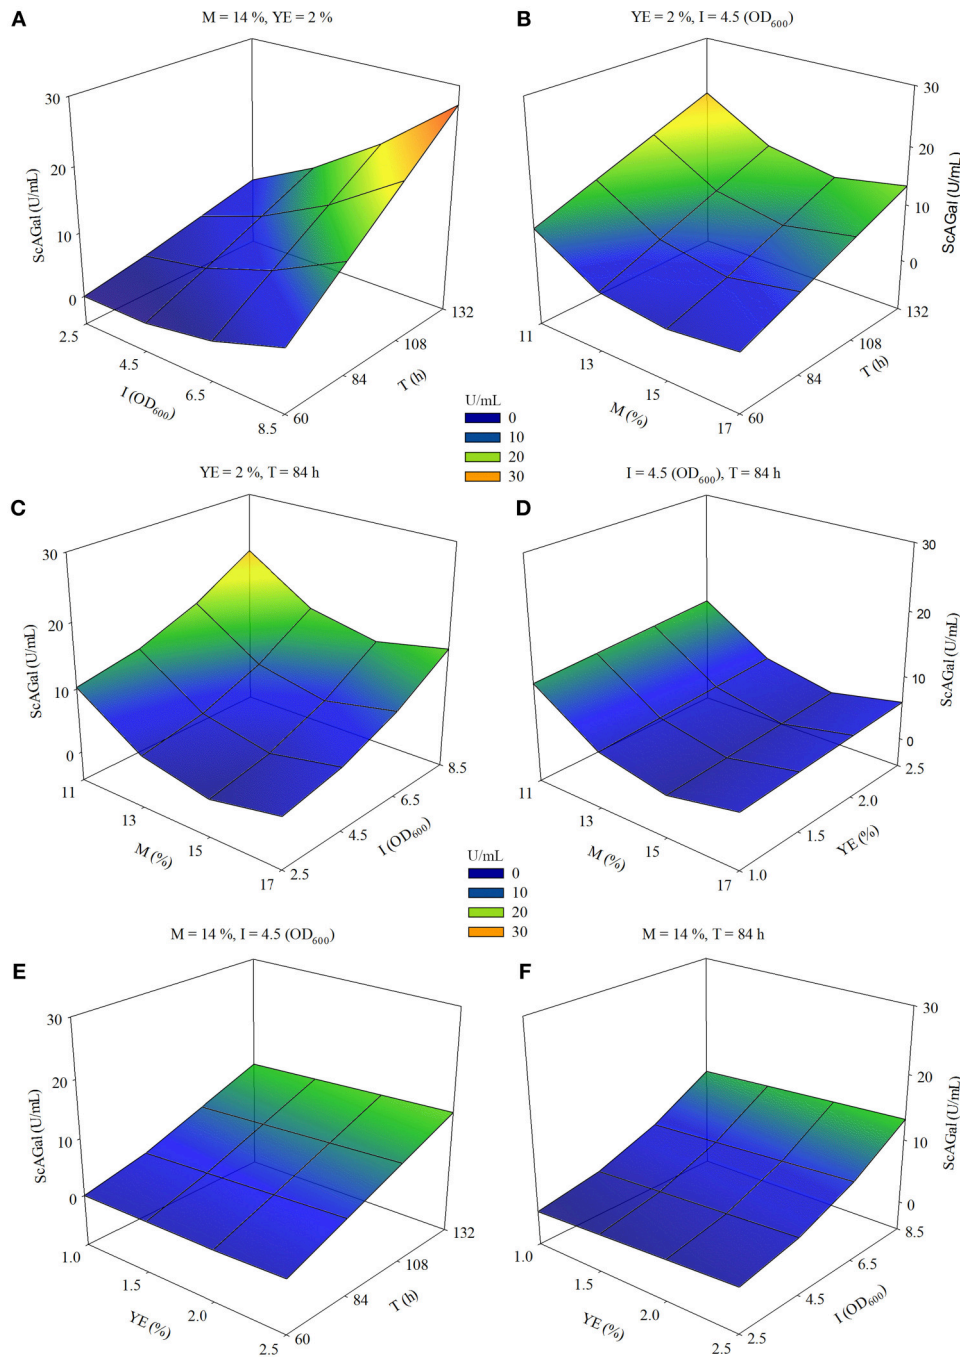 A
M = 14 %, YE = 2 %
30
20
10
0
ScAGal (U/mL)
2.5
4.5
6.5
8.5
I (OD600)
60
84
108
132
T (h)
B
YE = 2 %, I = 4.5 (OD600)
30
20
10
0
ScAGal (U/mL)
11
13
15
17
M (%)
60
84
108
132
T (h)
U/mL
0
10
20
30
C
YE = 2 %, T = 84 h
30
20
10
0
ScAGal (U/mL)
11
13
15
17
M (%)
2.5
4.5
6.5
8.5
I (OD600)
D
I = 4.5 (OD600), T = 84 h
30
20
10
0
ScAGal (U/mL)
11
13
15
17
M (%)
1.0
1.5
2.0
2.5
YE (%)
U/mL
0
10
20
30
E
M = 14 %, I = 4.5 (OD600)
30
20
10
0
ScAGal (U/mL)
1.0
1.5
2.0
2.5
YE (%)
60
84
108
132
T (h)
F
M = 14 %, T = 84 h
30
20
10
0
ScAGal (U/mL)
1.0
1.5
2.0
2.5
YE (%)
2.5
4.5
6.5
8.5
I (OD600)